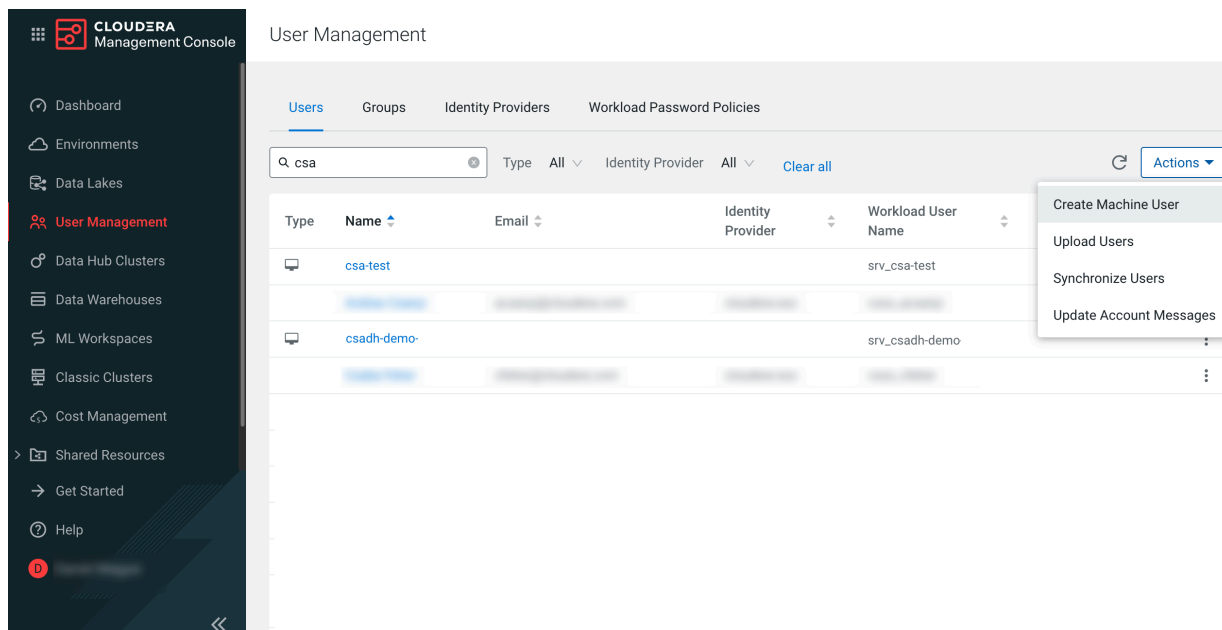 CLOUDERA
Management Console
Dashboard
Environments
Data Lakes
User Management
Data Hub Clusters
Data Warehouses
ML Workspaces
Classic Clusters
Cost Management
Shared Resources
Get Started
Help
D
User Management
Users Groups Identity Providers Workload Password Policies
csa Type All Identity Provider All Clear all Actions
Create Machine User
Upload Users
Synchronize Users
Update Account Messages
Type Name Email Identity Provider Workload User Name
csa-test srv_csa-test
csadh-demo- srv_csadh-demo-